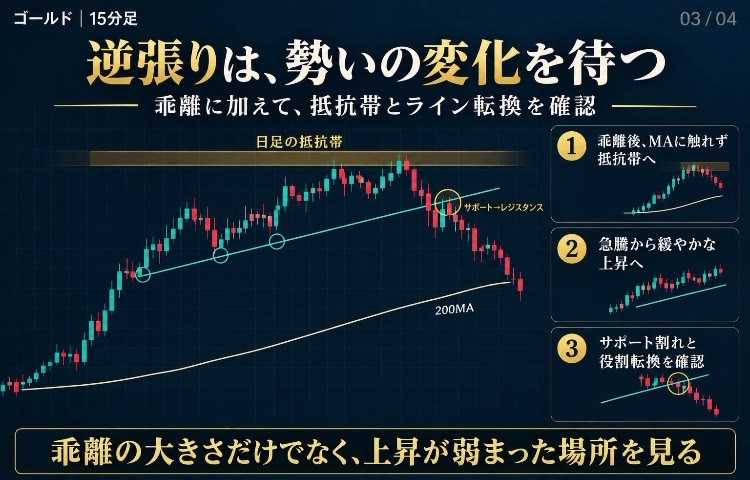 ゴールド｜15分足
03 / 04
逆張りは、勢いの変化を待つ
乖離に加えて、抵抗帯とライン転換を確認
日足の抵抗帯
サポート→レジスタンス
200MA
1
乖離後、MAに触れず
抵抗帯へ
2
急騰から緩やかな
上昇へ
3
サポート割れと
役割転換を確認
乖離の大きさだけでなく、上昇が弱まった場所を見る